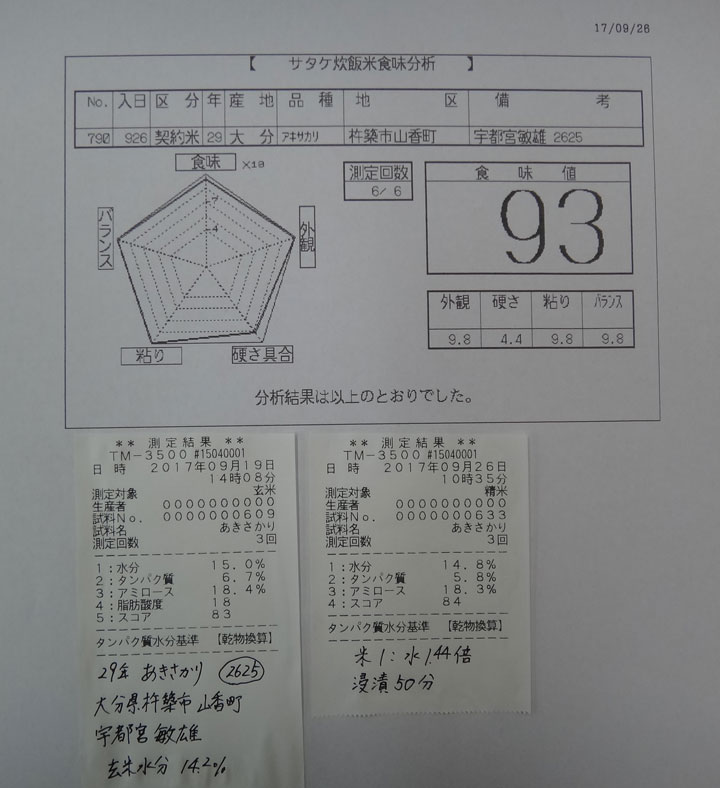 17/09/26
【 サタケ炊飯米食味分析 】
No. 入日 区分 年 産地 品種 地区 備考
790 926 契約米 29 大分 アキサカリ 杵築市山香町 宇都宮敏雄 2625
食味 ×10
測定回数
6/ 6
食味値
93
バランス
7
4
外観
粘り
硬さ具合
外観 硬さ 粘り バランス
9.8 4.4 9.8 9.8
分析結果は以上のとおりでした。
** 測定結果 **
TM-3500 #15040001
日 時 2017年09月19日
14時08分
測定対象 玄米
生産者 0000000000
試料No. 0000000609
試料名 あきさかり
測定回数 3回
1:水分 15.0%
2:タンパク質 6.7%
3:アミロース 18.4%
4:脂肪酸度 18
5:スコア 83
タンパク質水分基準 【乾物換算】
29年 あきさかり 2625
大分県杵築市山香町
宇都宮 敏雄
玄米水分 14.2%
** 測定結果 **
TM-3500 #15040001
日 時 2017年09月26日
10時35分
測定対象 精米
生産者 0000000000
試料No. 0000000633
試料名 あきさかり
測定回数 3回
1:水分 14.8%
2:タンパク質 5.8%
3:アミロース 18.3%
4:スコア 84
タンパク質水分基準 【乾物換算】
米1:水1.44倍
浸漬50分